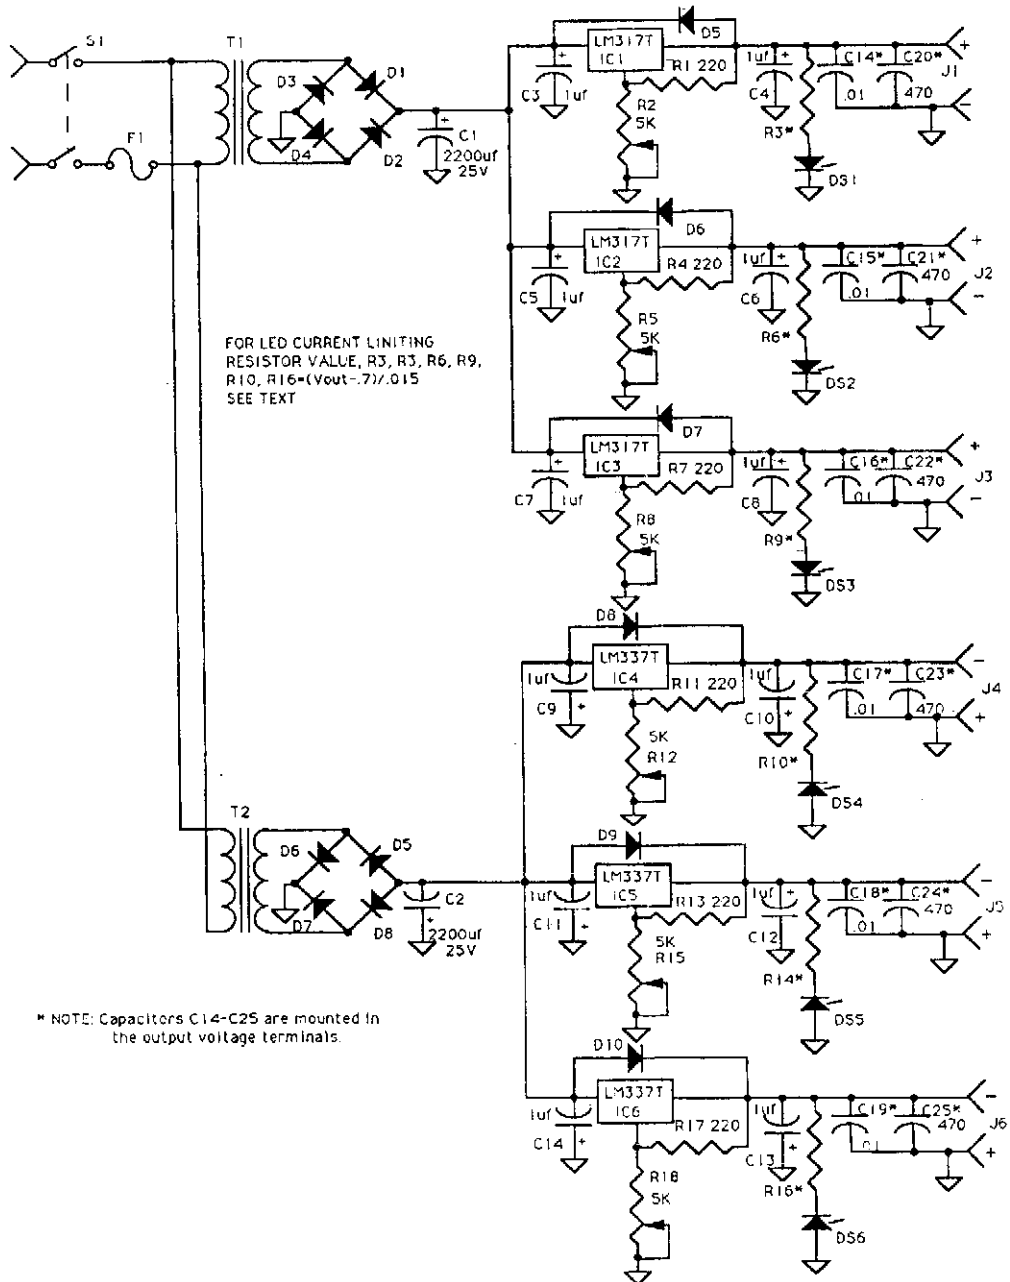 S1
T1
F1
D3
D1
D4
D2
C1
2200uf
25V
D5
LM317T
IC1
R1 220
C3
1uf
R2
5K
1uf
C4
R3*
DS1
C14*
.01
C20*
470
+
J1
-
D6
LM317T
IC2
R4 220
C5
1uf
R5
5K
1uf
C6
R6*
DS2
C15*
.01
C21*
470
+
J2
-
FOR LED CURRENT LINITING
RESISTOR VALUE, R3, R3, R6, R9,
R10, R16=(Vout-.7)/.015
SEE TEXT
D7
LM317T
IC3
R7 220
C7
1uf
R8
5K
1uf
C8
R9*
DS3
C16*
.01
C22*
470
+
J3
-
D8
LM337T
IC4
R11 220
1uf
C9
5K
R12
1uf
C10
R10*
DS4
C17*
.01
C23*
470
-
J4
+
T2
D6
D5
D7
D8
C2
2200uf
25V
D9
LM337T
IC5
R13 220
1uf
C11
5K
R15
1uf
C12
R14*
DS5
C18*
.01
C24*
470
-
J5
+
* NOTE: Capacitors C14-C25 are mounted in
the output voltage terminals.
D10
LM337T
IC6
R17 220
1uf
C14
R18
5K
1uf
C13
R16*
DS6
C19*
.01
C25*
470
-
J6
+